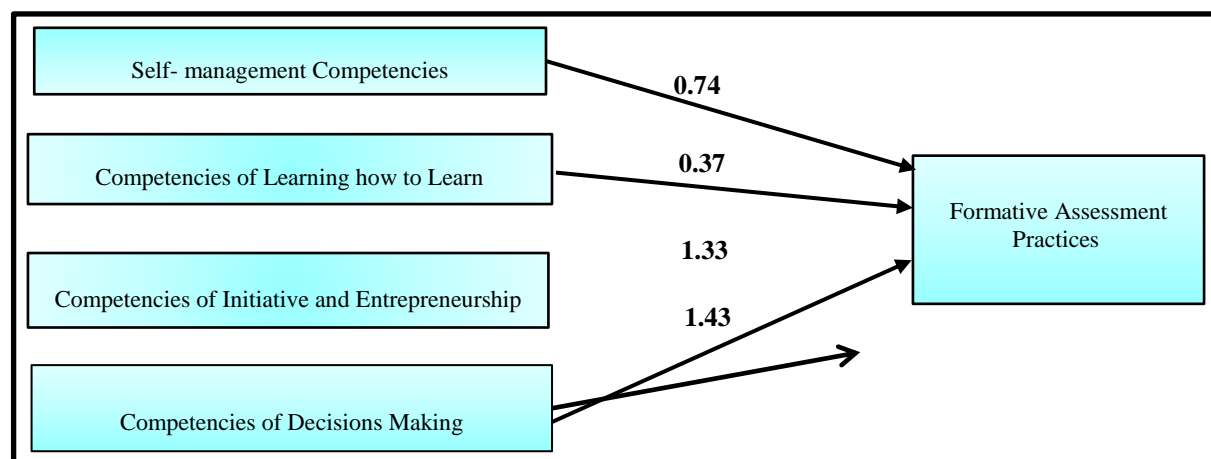 Self- management Competencies
0.74
Competencies of Learning how to Learn
0.37
Formative Assessment
Practices
1.33
Competencies of Initiative and Entrepreneurship
1.43
Competencies of Decisions Making